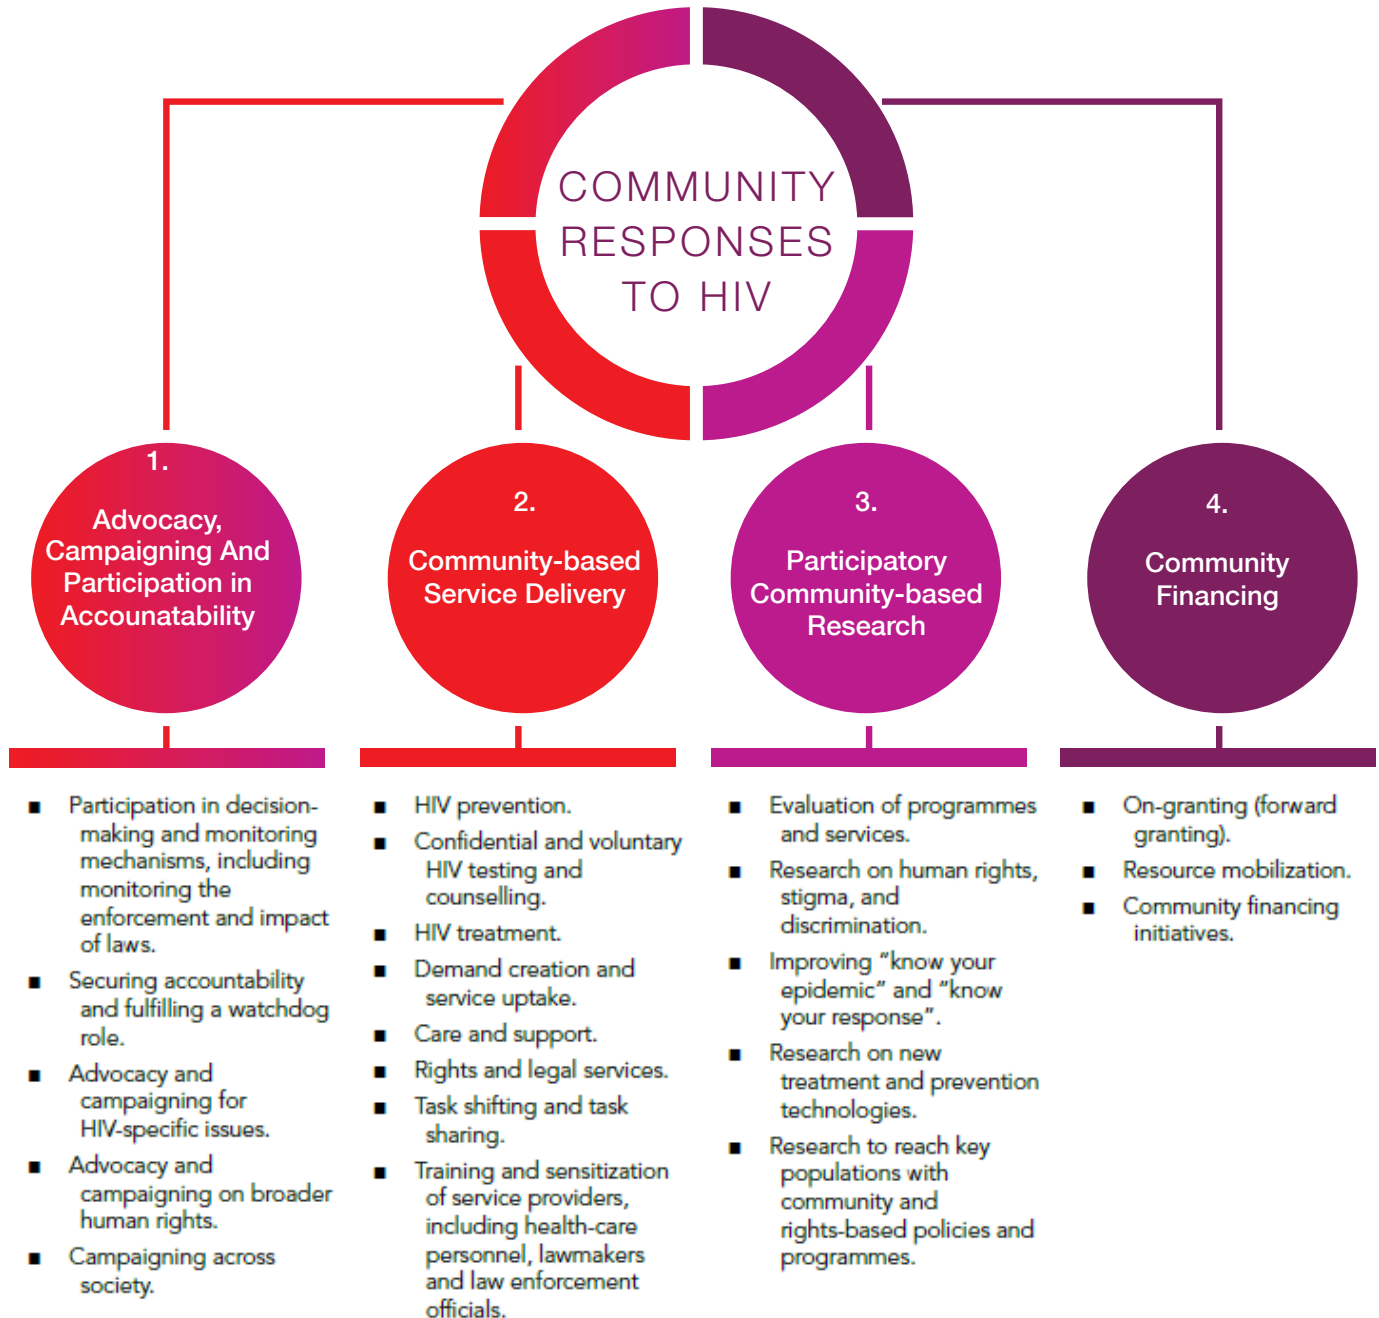 COMMUNITY
RESPONSES
TO HIV
1.
Advocacy,
Campaigning And
Participation in
Accounatability
2.
Community-based
Service Delivery
3.
Participatory
Community-based
Research
4.
Community
Financing
■ Participation in decision-
making and monitoring
mechanisms, including
monitoring the
enforcement and impact
of laws.
■ Securing accountability
and fulfilling a watchdog
role.
■ Advocacy and
campaigning for
HIV-specific issues.
■ Advocacy and
campaigning on broader
human rights.
■ Campaigning across
society.
■ HIV prevention.
■ Confidential and voluntary
HIV testing and
counselling.
■ HIV treatment.
■ Demand creation and
service uptake.
■ Care and support.
■ Rights and legal services.
■ Task shifting and task
sharing.
■ Training and sensitization
of service providers,
including health-care
personnel, lawmakers
and law enforcement
officials.
■ Evaluation of programmes
and services.
■ Research on human rights,
stigma, and
discrimination.
■ Improving “know your
epidemic” and “know
your response”.
■ Research on new
treatment and prevention
technologies.
■ Research to reach key
populations with
community and
rights-based policies and
programmes.
■ On-granting (forward
granting).
■ Resource mobilization.
■ Community financing
initiatives.